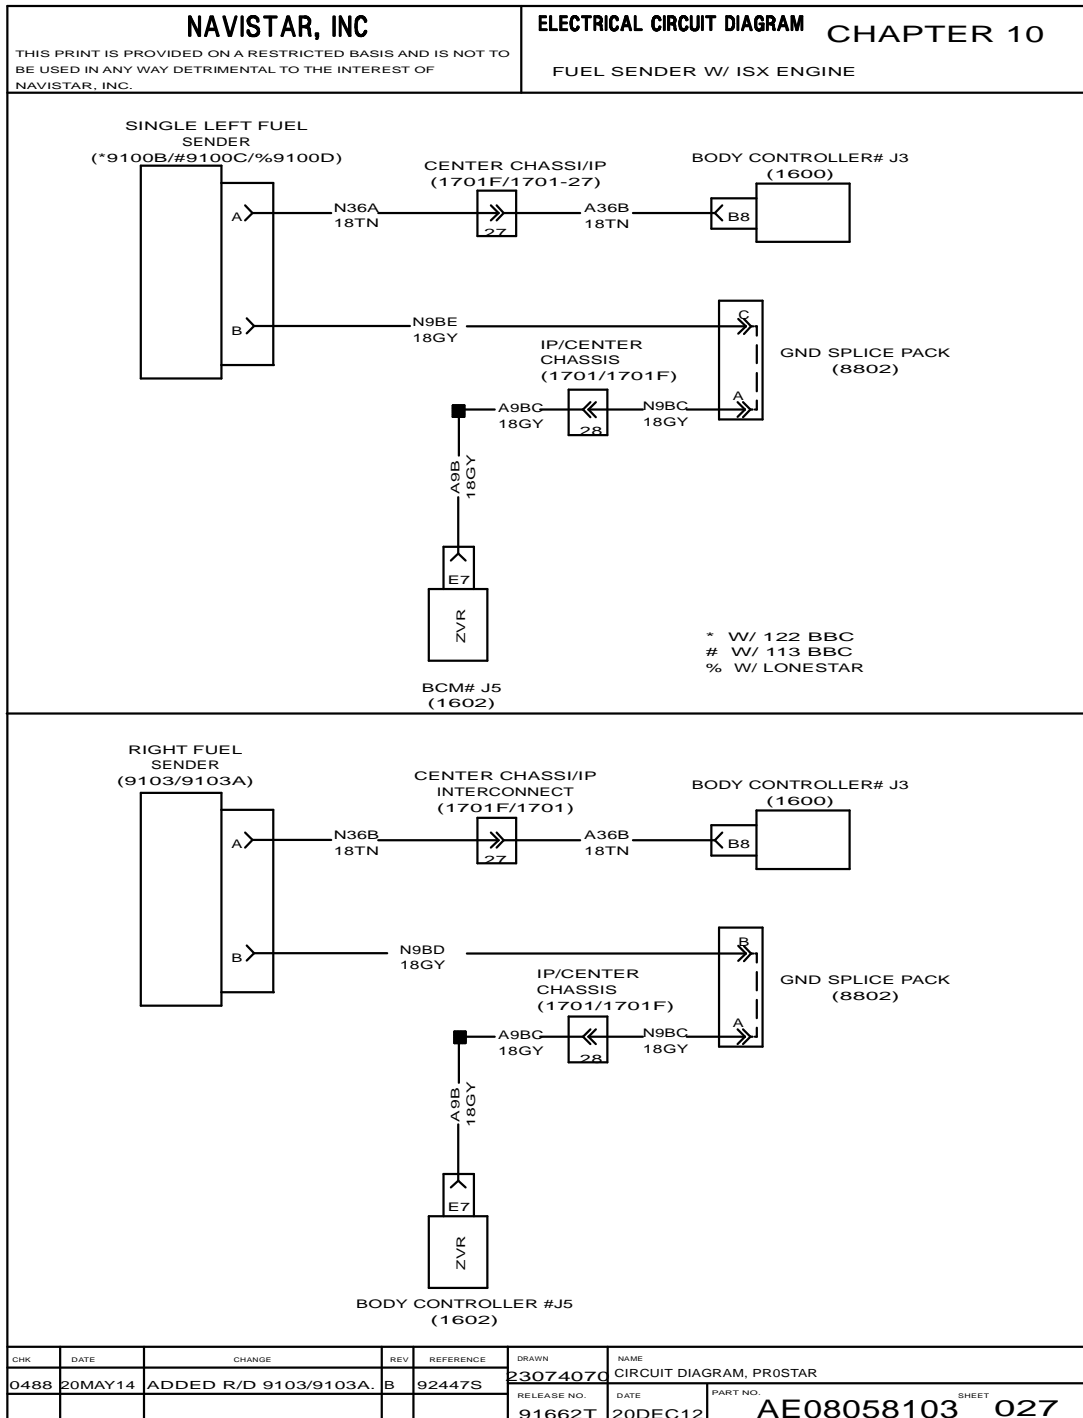 NAVISTAR, INC
THIS PRINT IS PROVIDED ON A RESTRICTED BASIS AND IS NOT TO
BE USED IN ANY WAY DETRIMENTAL TO THE INTEREST OF
NAVISTAR, INC.
ELECTRICAL CIRCUIT DIAGRAM
CHAPTER 10
FUEL SENDER W/ ISX ENGINE
SINGLE LEFT FUEL
SENDER
(*9100B/#9100C/%9100D)
CENTER CHASSI/IP
(1701F/1701-27)
BODY CONTROLLER# J3
(1600)
A
N36A
18TN
27
A36B
18TN
B8
B
N9BE
18GY
C
IP/CENTER
CHASSIS
(1701/1701F)
GND SPLICE PACK
(8802)
A9BC
18GY
28
N9BC
18GY
A
A9B
18GY
E7
ZVR
BCM# J5
(1602)
* W/ 122 BBC
# W/ 113 BBC
% W/ LONESTAR
RIGHT FUEL
SENDER
(9103/9103A)
CENTER CHASSI/IP
INTERCONNECT
(1701F/1701)
BODY CONTROLLER# J3
(1600)
A
N36B
18TN
27
A36B
18TN
B8
B
N9BD
18GY
B
IP/CENTER
CHASSIS
(1701/1701F)
GND SPLICE PACK
(8802)
A9BC
18GY
28
N9BC
18GY
A
A9B
18GY
E7
ZVR
BODY CONTROLLER #J5
(1602)
CHK DATE CHANGE REV REFERENCE
0488 20MAY14 ADDED R/D 9103/9103A. B 92447S
DRAWN
23074070
NAME
CIRCUIT DIAGRAM, PR0STAR
RELEASE NO.
91662T
DATE
20DEC12
PART NO.
AE08058103
SHEET
027